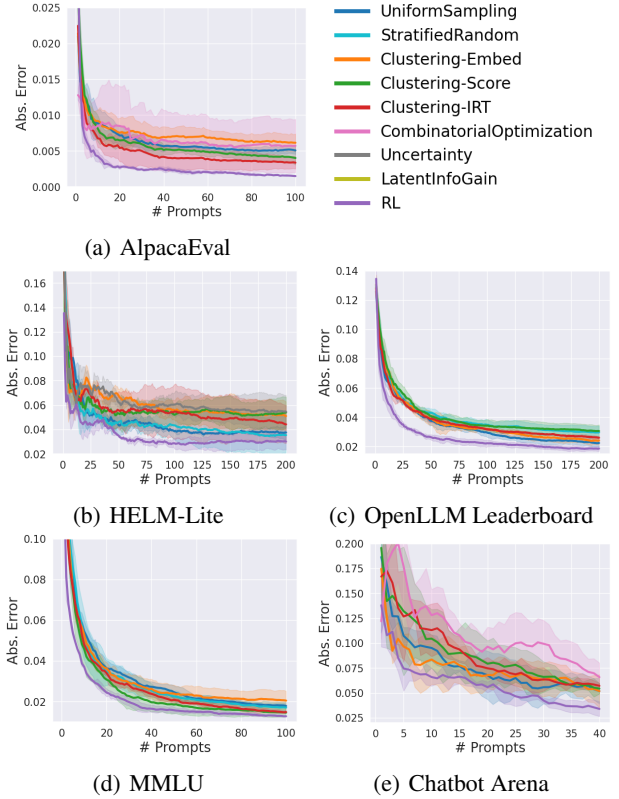 0.025
0.020
0.015
0.010
0.005
0.000
Abs. Error
0 20 40 60 80 100
# Prompts
(a) AlpacaEval
UniformSampling
StratifiedRandom
Clustering-Embed
Clustering-Score
Clustering-IRT
CombinatorialOptimization
Uncertainty
LatentInfoGain
RL
0.16
0.14
0.12
0.10
0.08
0.06
0.04
0.02
Abs. Error
0 25 50 75 100 125 150 175 200
# Prompts
(b) HELM-Lite
0.14
0.12
0.10
0.08
0.06
0.04
0.02
Abs. Error
0 25 50 75 100 125 150 175 200
# Prompts
(c) OpenLLM Leaderboard
0.10
0.08
0.06
0.04
0.02
Abs. Error
0 20 40 60 80 100
# Prompts
(d) MMLU
0.200
0.175
0.150
0.125
0.100
0.075
0.050
0.025
Abs. Error
0 5 10 15 20 25 30 35 40
# Prompts
(e) Chatbot Arena